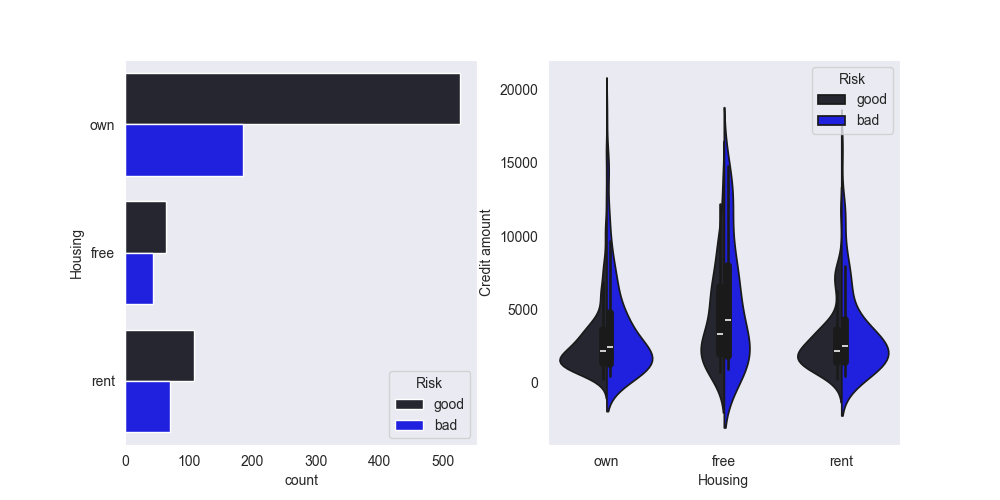 own
free
rent
Housing
0 100 200 300 400 500
count
Risk
good
bad
20000
15000
10000
5000
0
Credit amount
own free rent
Housing
Risk
good
bad